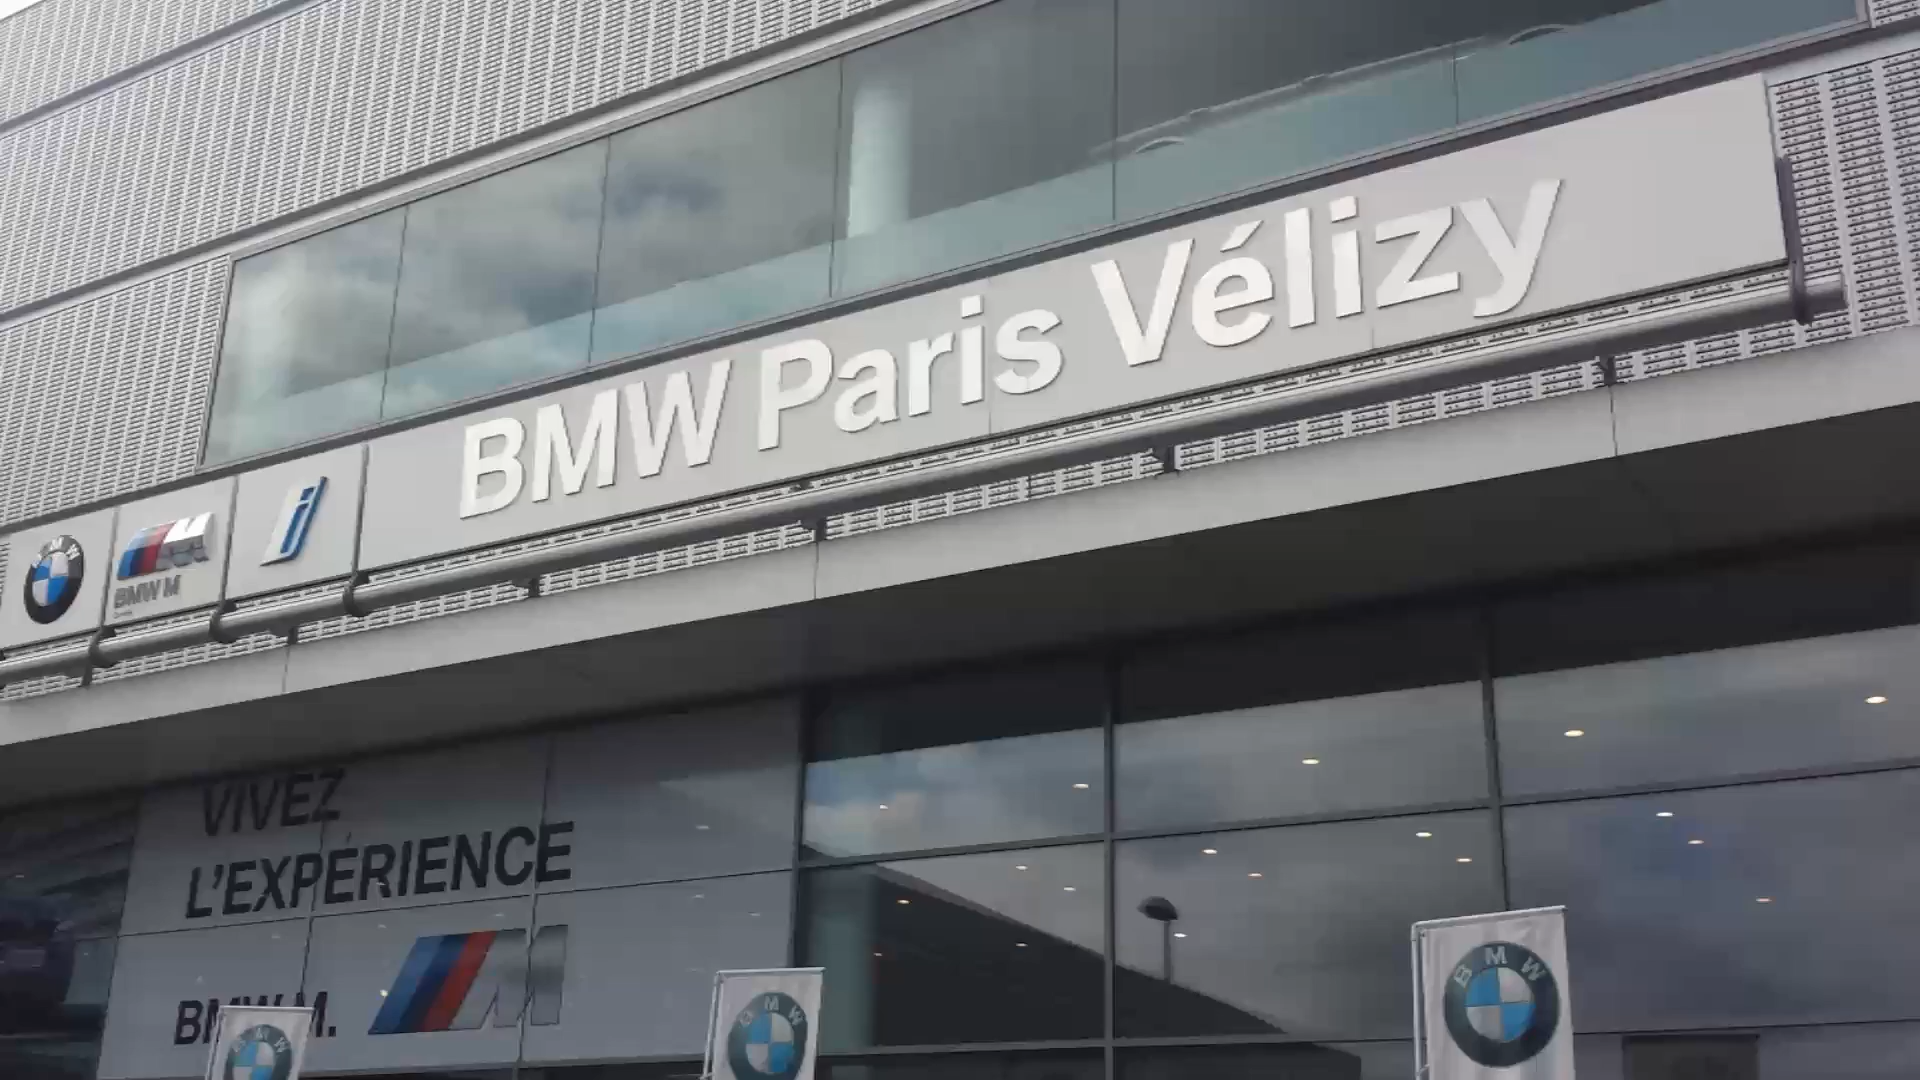 BMW Paris Vélizy
BMW
M
BMW M
i
VIVEZ
L'EXPÉRIENCE
BMW M.
M
BMW
BMW
BMW